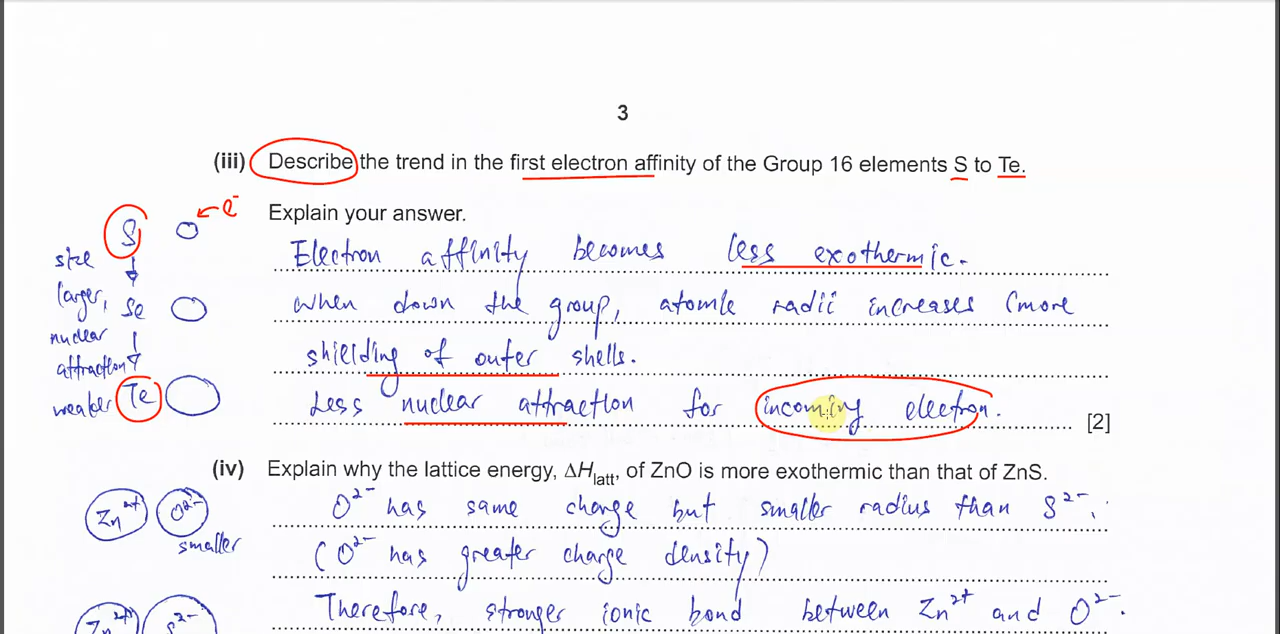 3
(iii) Describe the trend in the first electron affinity of the Group 16 elements S to Te.
e⁻
Explain your answer.
S
Electron affinity becomes less exothermic.
size
larger,
Se
When down the group, atomic radii increases (more
nuclear
attraction
shielding of outer shells.
weaker
Te
Less nuclear attraction for incoming electron.
[2]
(iv) Explain why the lattice energy, ΔHlatt, of ZnO is more exothermic than that of ZnS.
Zn²⁺ O²⁻
smaller
O²⁻ has same charge but smaller radius than S²⁻.
(O²⁻ has greater charge density)
Zn²⁺ S²⁻
Therefore, stronger ionic bond between Zn²⁺ and O²⁻.